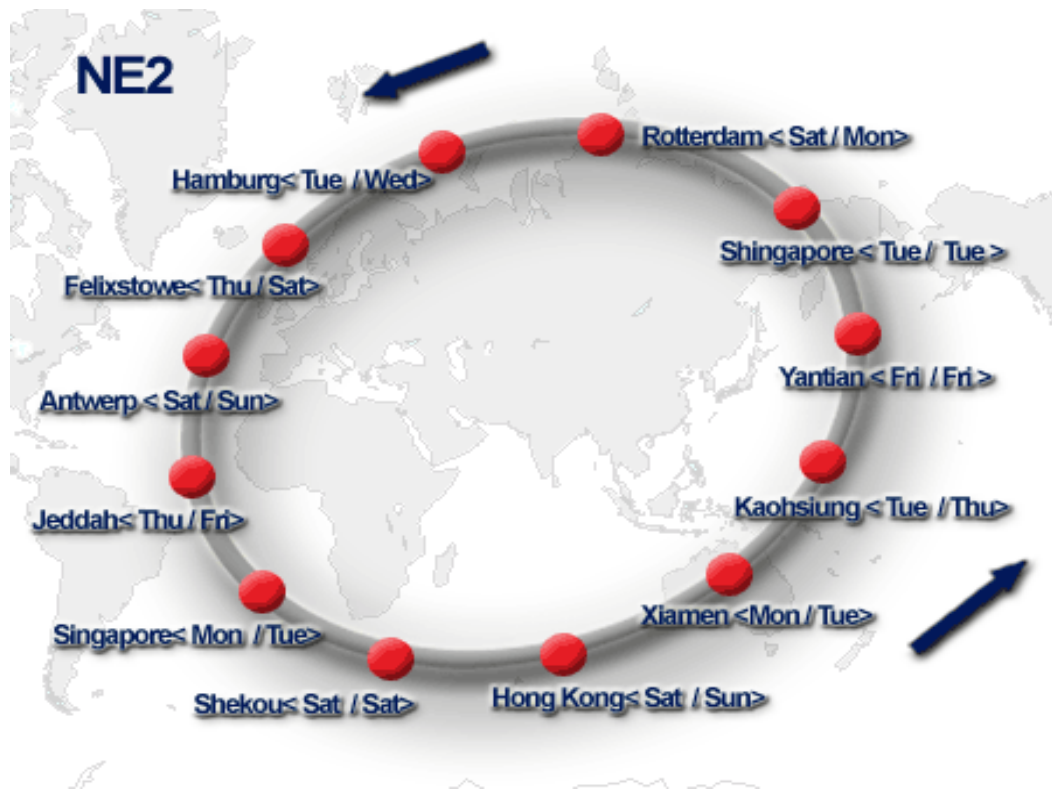 NE2
Rotterdam < Sat / Mon>
Hamburg< Tue / Wed>
Shingapore < Tue / Tue >
Felixstowe< Thu / Sat>
Yantian < Fri / Fri >
Antwerp < Sat / Sun>
Kaohsiung < Tue / Thu>
Jeddah< Thu / Fri>
Xiamen <Mon / Tue>
Singapore< Mon / Tue>
Hong Kong< Sat / Sun>
Shekou< Sat / Sat>